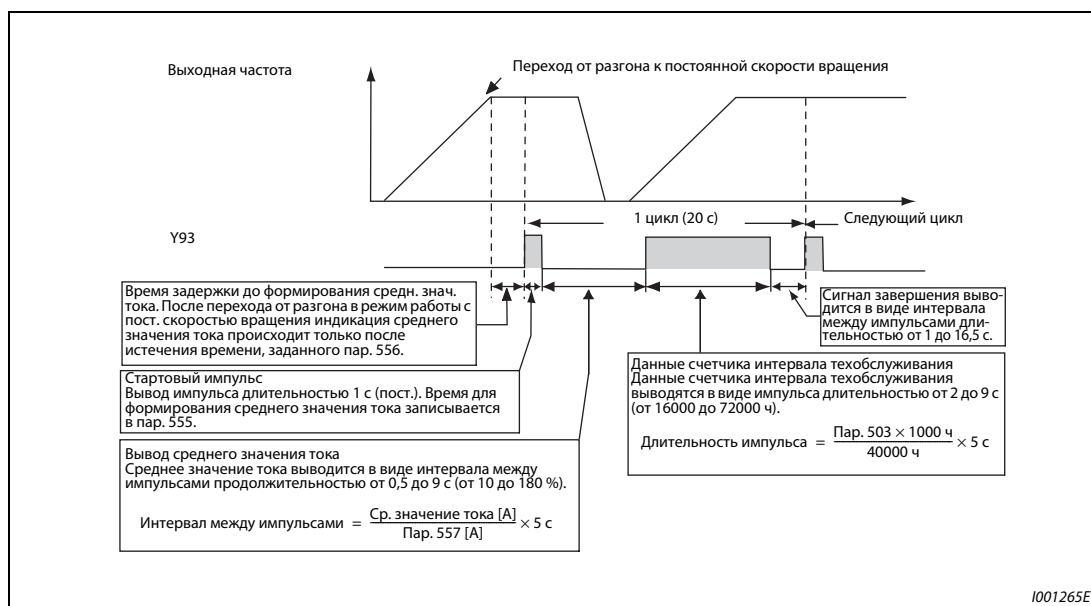 Выходная частота
Переход от разгона к постоянной скорости вращения
1 цикл (20 с)
Следующий цикл
Y93
Время задержки до формирования средн. знач.
тока. После перехода от разгона в режим работы с
пост. скоростью вращения индикация среднего
значения тока происходит только после
истечения времени, заданного пар. 556.
Сигнал завершения выво-
дится в виде интервала
между импульсами дли-
тельностью от 1 до 16,5 с.
Стартовый импульс
Вывод импульса длительностью 1 с (пост.). Время для
формирования среднего значения тока записывается
в пар. 555.
Данные счетчика интервала техобслуживания
Данные счетчика интервала техобслуживания
выводятся в виде импульса длительностью от 2 до 9 с
(от 16000 до 72000 ч).
Длительность импульса = Пар. 503 × 1000 ч / 40000 ч × 5 с
Вывод среднего значения тока
Среднее значение тока выводится в виде интервала между
импульсами продолжительностью от 0,5 до 9 с (от 10 до 180 %).
Интервал между импульсами = Ср. значение тока [A] / Пар. 557 [A] × 5 с
I001265E